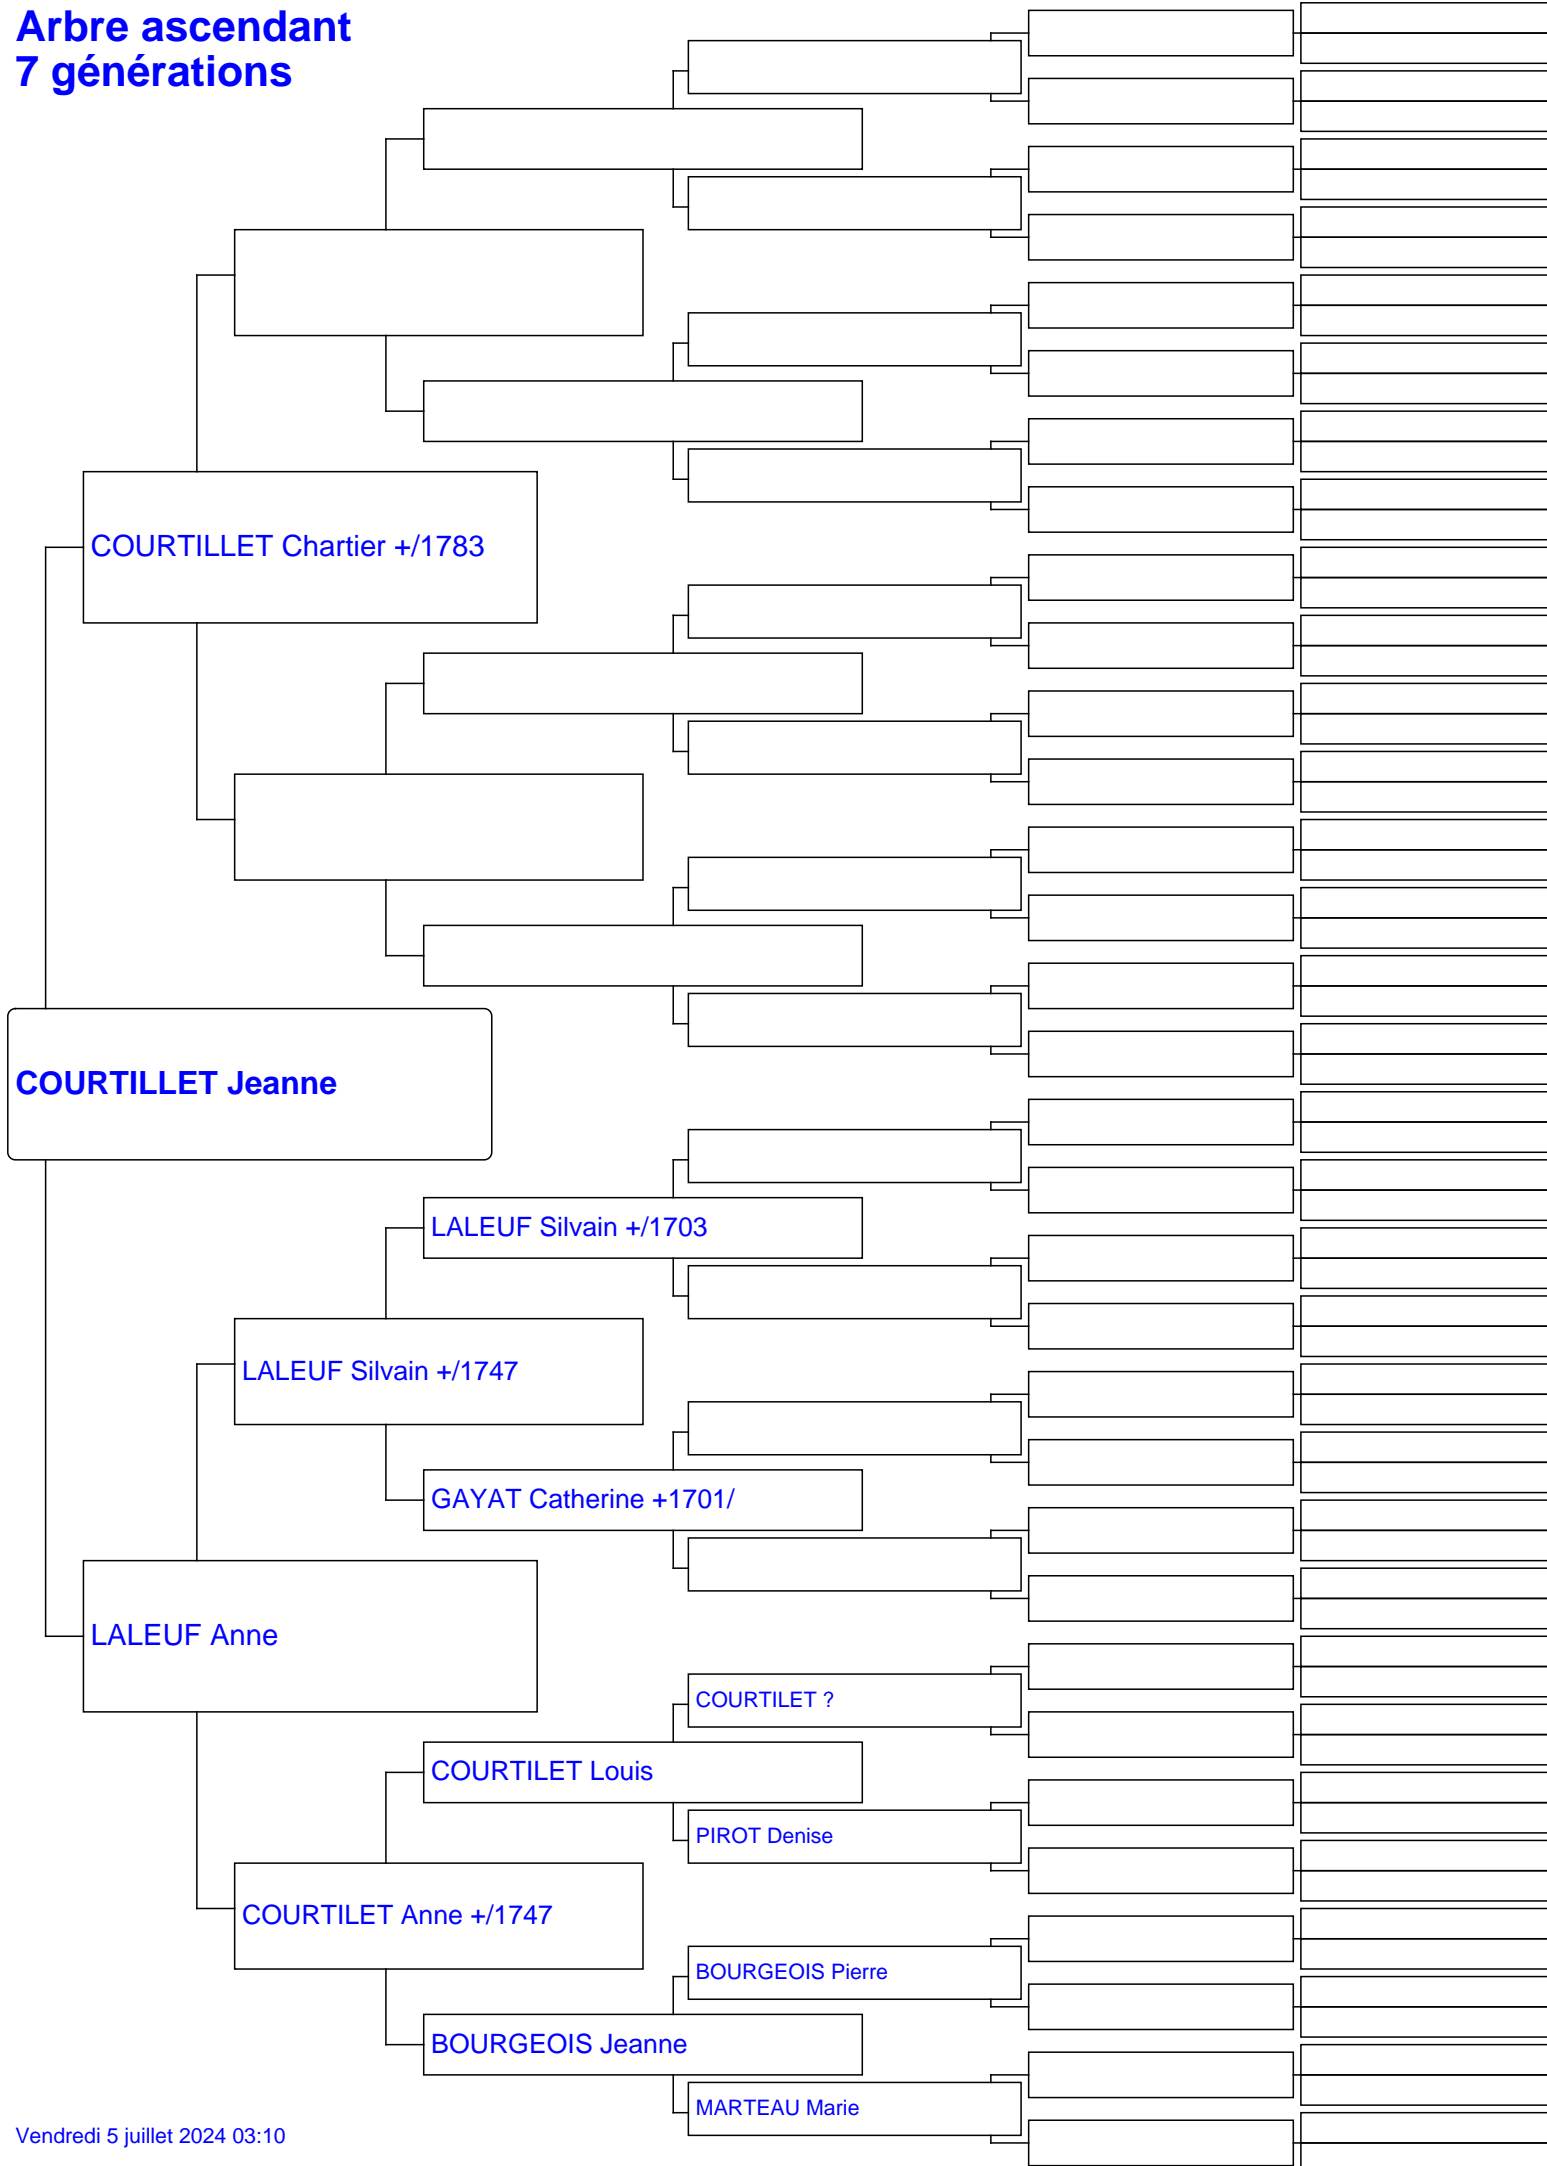 Arbre ascendant
7 générations
COURTILLET Chartier +/1783
COURTILLET Jeanne
LALEUF Silvain +/1703
LALEUF Silvain +/1747
GAYAT Catherine +1701/
LALEUF Anne
COURTILET ?
COURTILET Louis
PIROT Denise
COURTILET Anne +/1747
BOURGEOIS Pierre
BOURGEOIS Jeanne
MARTEAU Marie
Vendredi 5 juillet 2024 03:10